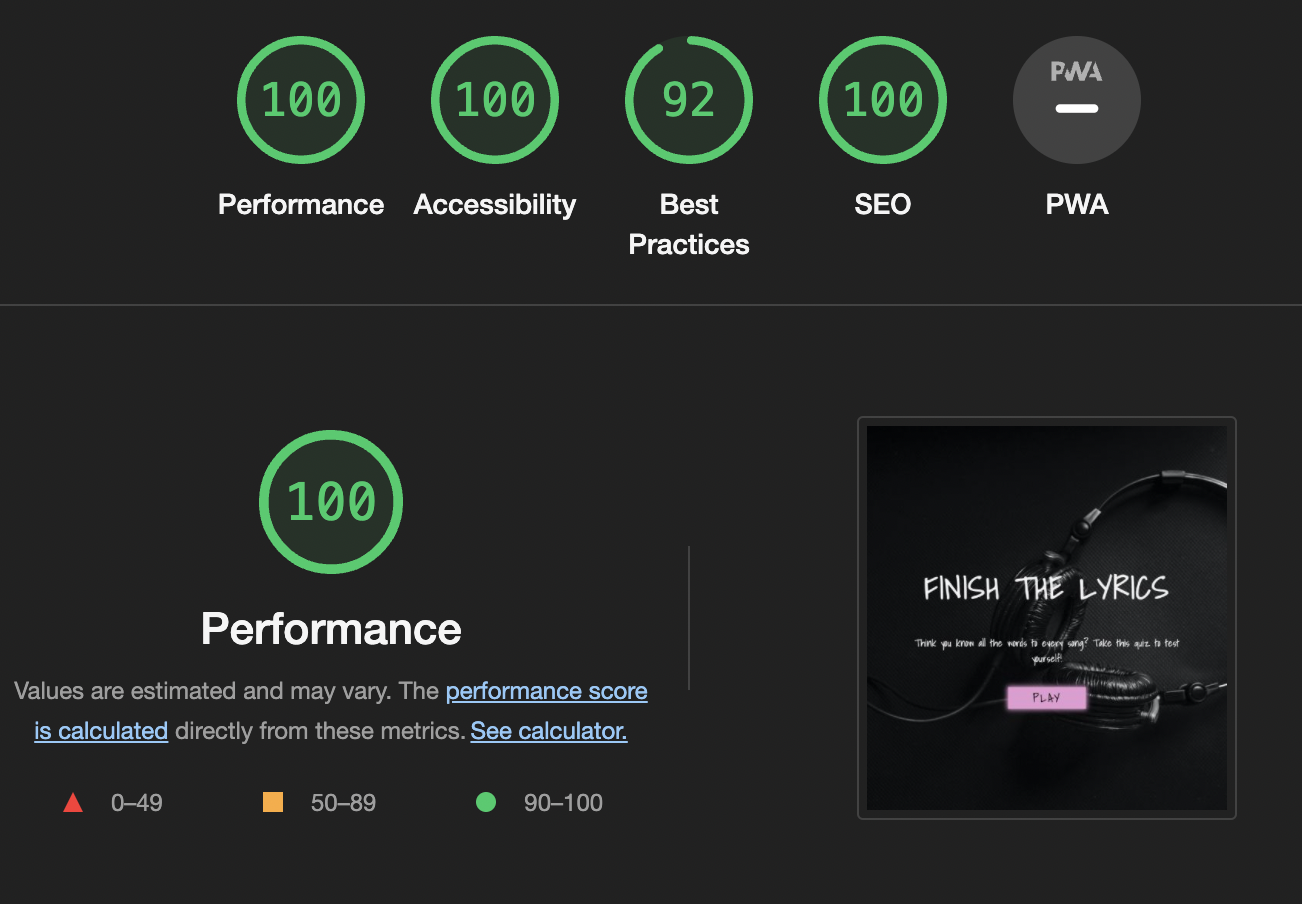 100
100
92
100
PWA
Performance
Accessibility
Best
Practices
SEO
PWA
100
Performance
Values are estimated and may vary. The performance score
is calculated directly from these metrics. See calculator.
0–49
50–89
90–100
FINISH THE LYRICS
Think you know all the words to every song? Take this quiz to test
yourself!
PLAY